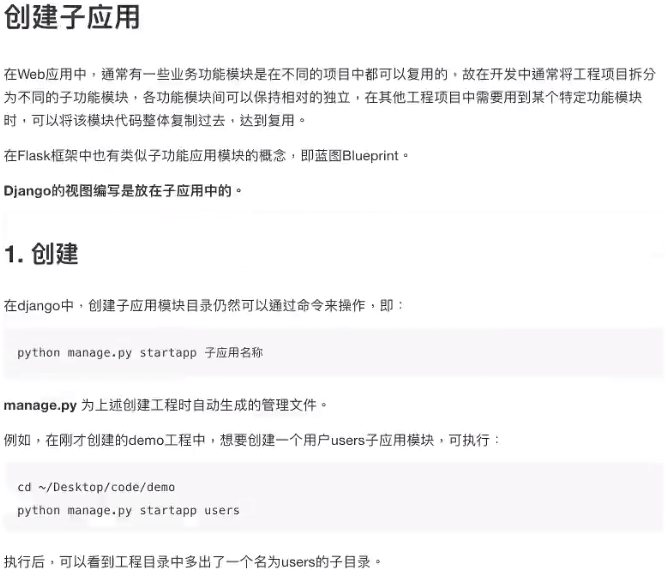 创建子应用
在Web应用中，通常有一些业务功能模块是在不同的项目中都可以复用的，故在开发中通常将工程项目拆分
为不同的子功能模块，各功能模块间可以保持相对的独立，在其他工程项目中需要用到某个特定功能模块
时，可以将该模块代码整体复制过去，达到复用。
在Flask框架中也有类似子功能应用模块的概念，即蓝图Blueprint。
Django的视图编写是放在子应用中的。
1. 创建
在django中，创建子应用模块目录仍然可以通过命令来操作，即：
python manage.py startapp 子应用名称
manage.py 为上述创建工程时自动生成的管理文件。
例如，在刚才创建的demo工程中，想要创建一个用户users子应用模块，可执行：
cd ~/Desktop/code/demo
python manage.py startapp users
执行后，可以看到工程目录中多出了一个名为users的子目录。